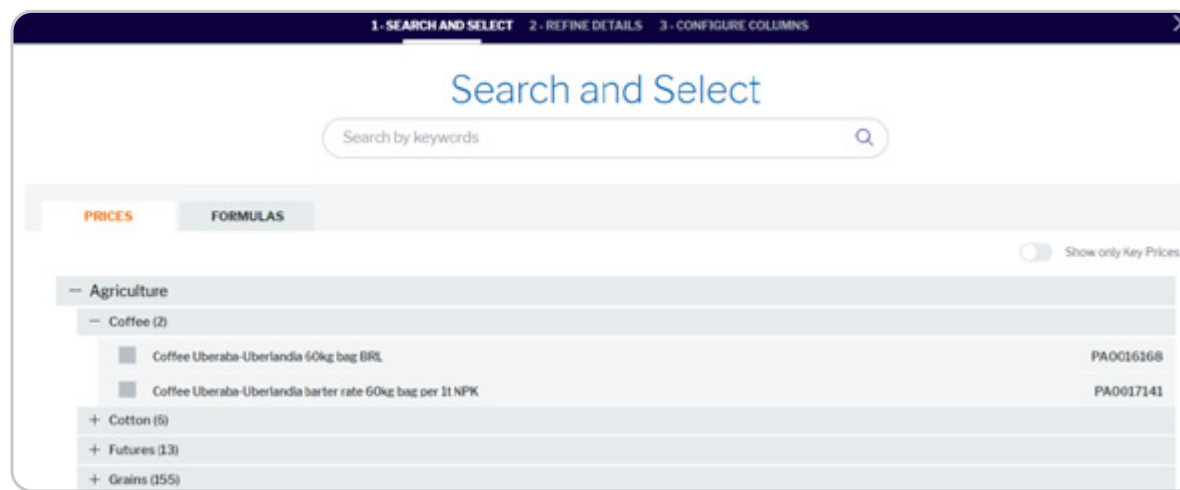 1 - SEARCH AND SELECT 2 - REFINE DETAILS 3 - CONFIGURE COLUMNS
Search and Select
Search by keywords
PRICES FORMULAS
Show only Key Prices
Agriculture
Coffee (2)
Coffee Uberaba-Uberlandia 60kg bag BRL PA0016168
Coffee Uberaba-Uberlandia barter rate 60kg bag per 1t NPK PA0017141
Cotton (6)
Futures (13)
Grains (155)